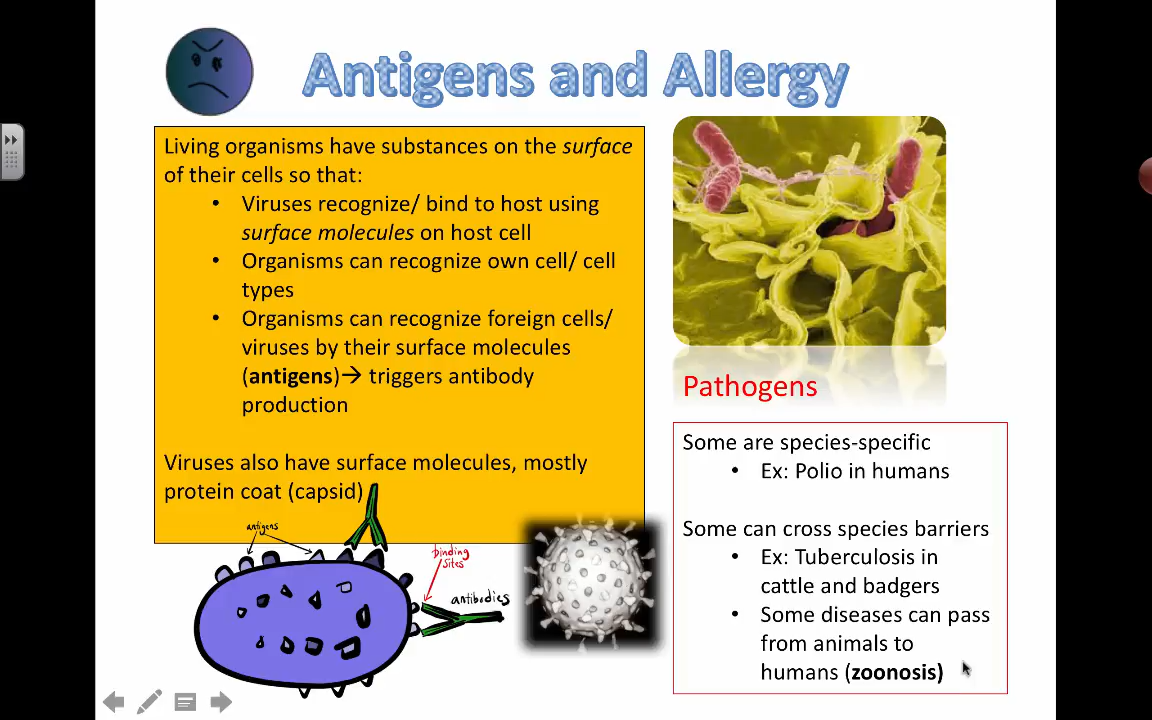 Antigens and Allergy
Living organisms have substances on the surface
of their cells so that:
• Viruses recognize/ bind to host using
surface molecules on host cell
• Organisms can recognize own cell/ cell
types
• Organisms can recognize foreign cells/
viruses by their surface molecules
(antigens)→ triggers antibody
production
Viruses also have surface molecules, mostly
protein coat (capsid)
antigens
binding
sites
antibodies
Pathogens
Some are species-specific
• Ex: Polio in humans
Some can cross species barriers
• Ex: Tuberculosis in
cattle and badgers
• Some diseases can pass
from animals to
humans (zoonosis)